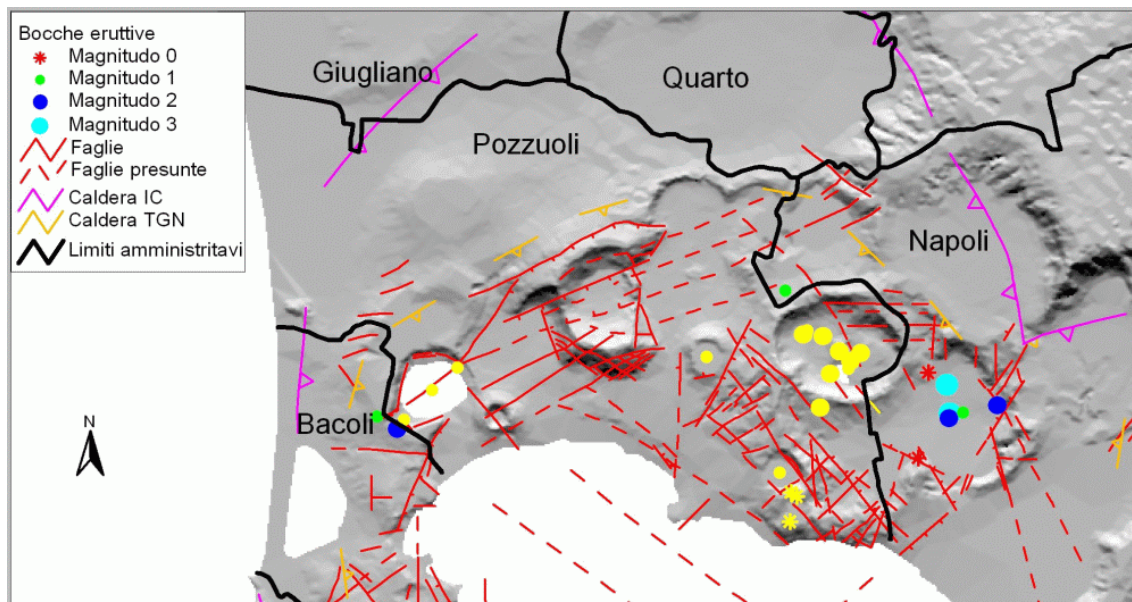 Bocche eruttive
Magnitudo 0
Magnitudo 1
Magnitudo 2
Magnitudo 3
Faglie
Faglie presunte
Caldera IC
Caldera TGN
Limiti amministritavi
Giugliano
Quarto
Pozzuoli
Napoli
Bacoli
N